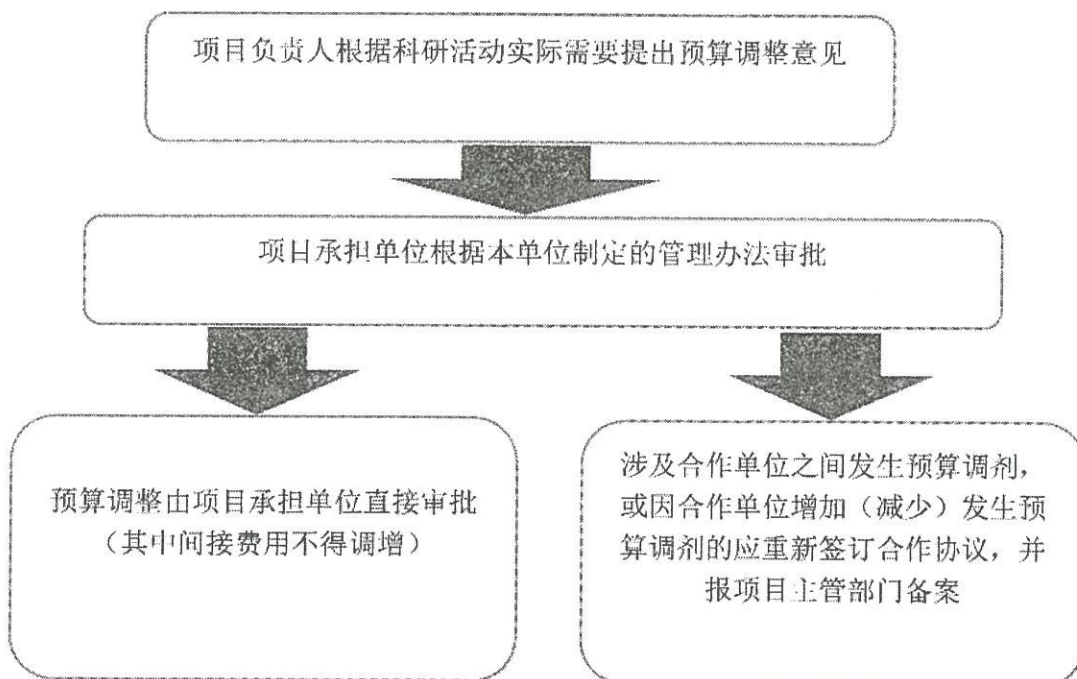 项目负责人根据科研活动实际需要提出预算调整意见
项目承担单位根据本单位制定的管理办法审批
预算调整由项目承担单位直接审批
（其中间接费用不得调增）
涉及合作单位之间发生预算调剂，
或因合作单位增加（减少）发生预
算调剂的应重新签订合作协议，并
报项目主管部门备案